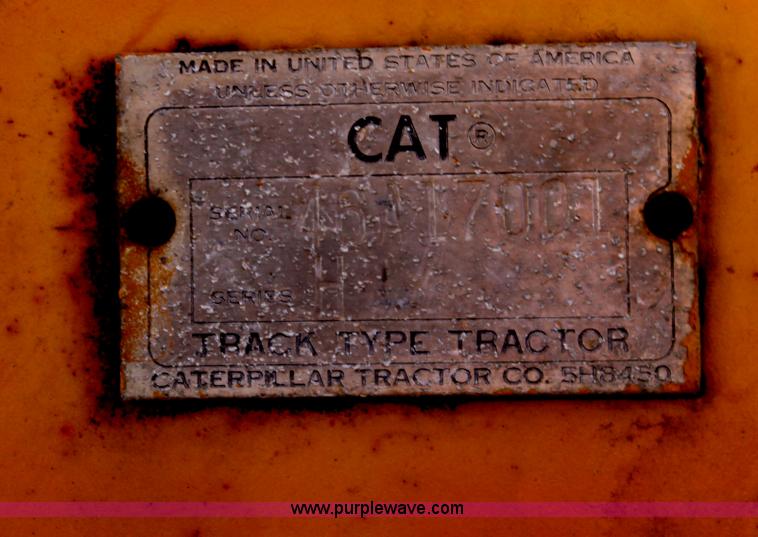 MADE IN UNITED STATES OF AMERICA
UNLESS OTHERWISE INDICATED
CAT®
SERIAL NO. 46A17001
SERIES H
TRACK TYPE TRACTOR
CATERPILLAR TRACTOR CO. 5H8450
www.purplewave.com